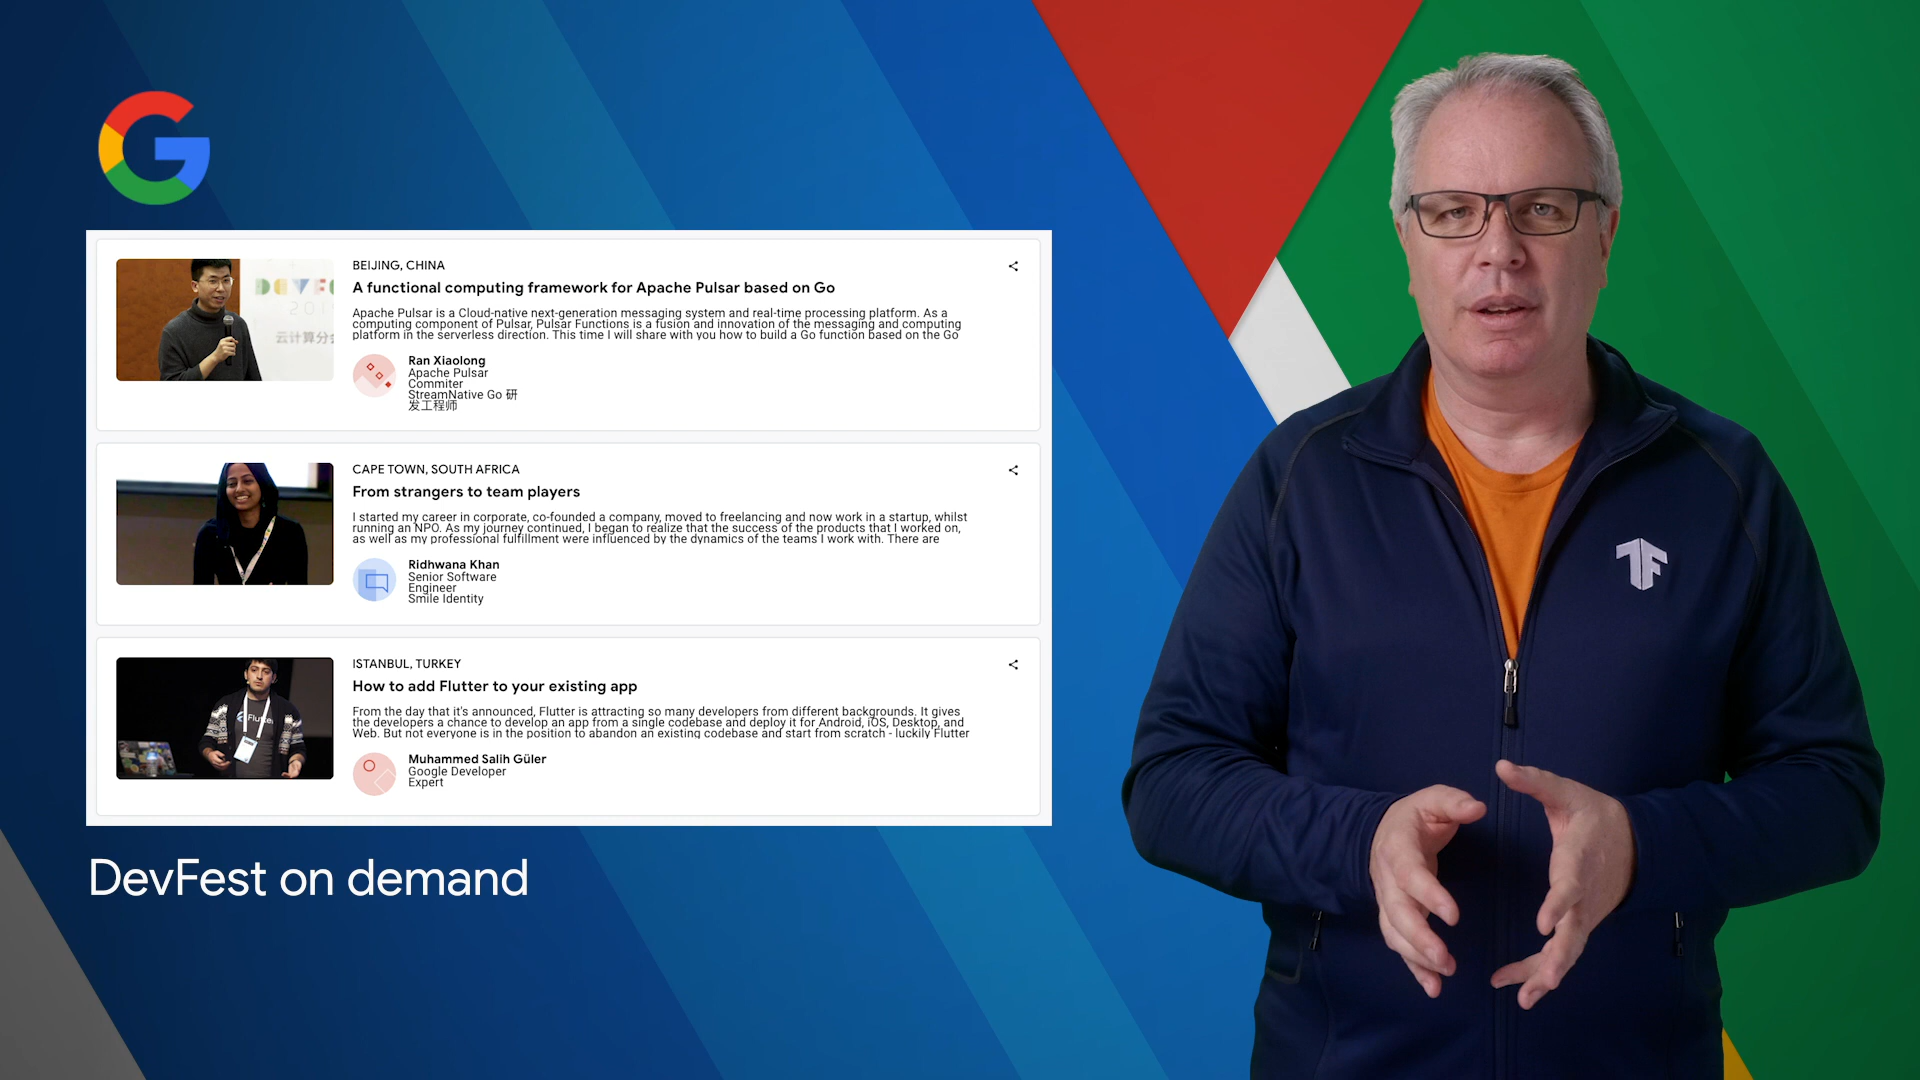 BEIJING, CHINA
A functional computing framework for Apache Pulsar based on Go
Apache Pulsar is a Cloud-native next-generation messaging system and real-time processing platform. As a
computing component of Pulsar, Pulsar Functions is a fusion and innovation of the messaging and computing
platform in the serverless direction. This time I will share with you how to build a Go function based on the Go
Ran Xiaolong
Apache Pulsar
Commiter
StreamNative Go 研
发工程师
CAPE TOWN, SOUTH AFRICA
From strangers to team players
I started my career in corporate, co-founded a company, moved to freelancing and now work in a startup, whilst
running an NPO. As my journey continued, I began to realize that the success of the products that I worked on,
as well as my professional fulfillment were influenced by the dynamics of the teams I work with. There are
Ridhwana Khan
Senior Software
Engineer
Smile Identity
ISTANBUL, TURKEY
How to add Flutter to your existing app
From the day that it's announced, Flutter is attracting so many developers from different backgrounds. It gives
the developers a chance to develop an app from a single codebase and deploy it for Android, iOS, Desktop, and
Web. But not everyone is in the position to abandon an existing codebase and start from scratch - luckily Flutter
Muhammed Salih Güler
Google Developer
Expert
DevFest on demand